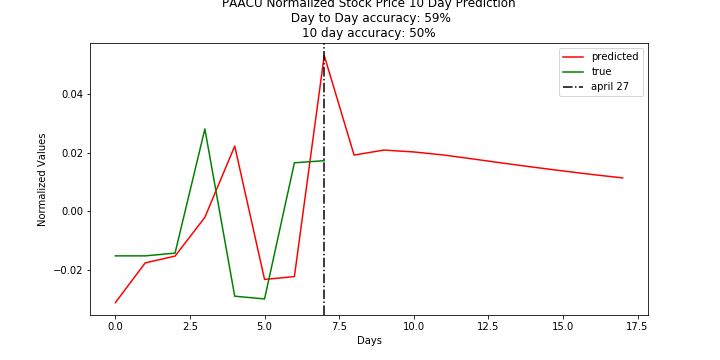 PAACU Normalized Stock Price 10 Day Prediction
Day to Day accuracy: 59%
10 day accuracy: 50%
predicted
true
april 27
Normalized Values
0.04
0.02
0.00
−0.02
0.0 2.5 5.0 7.5 10.0 12.5 15.0 17.5
Days